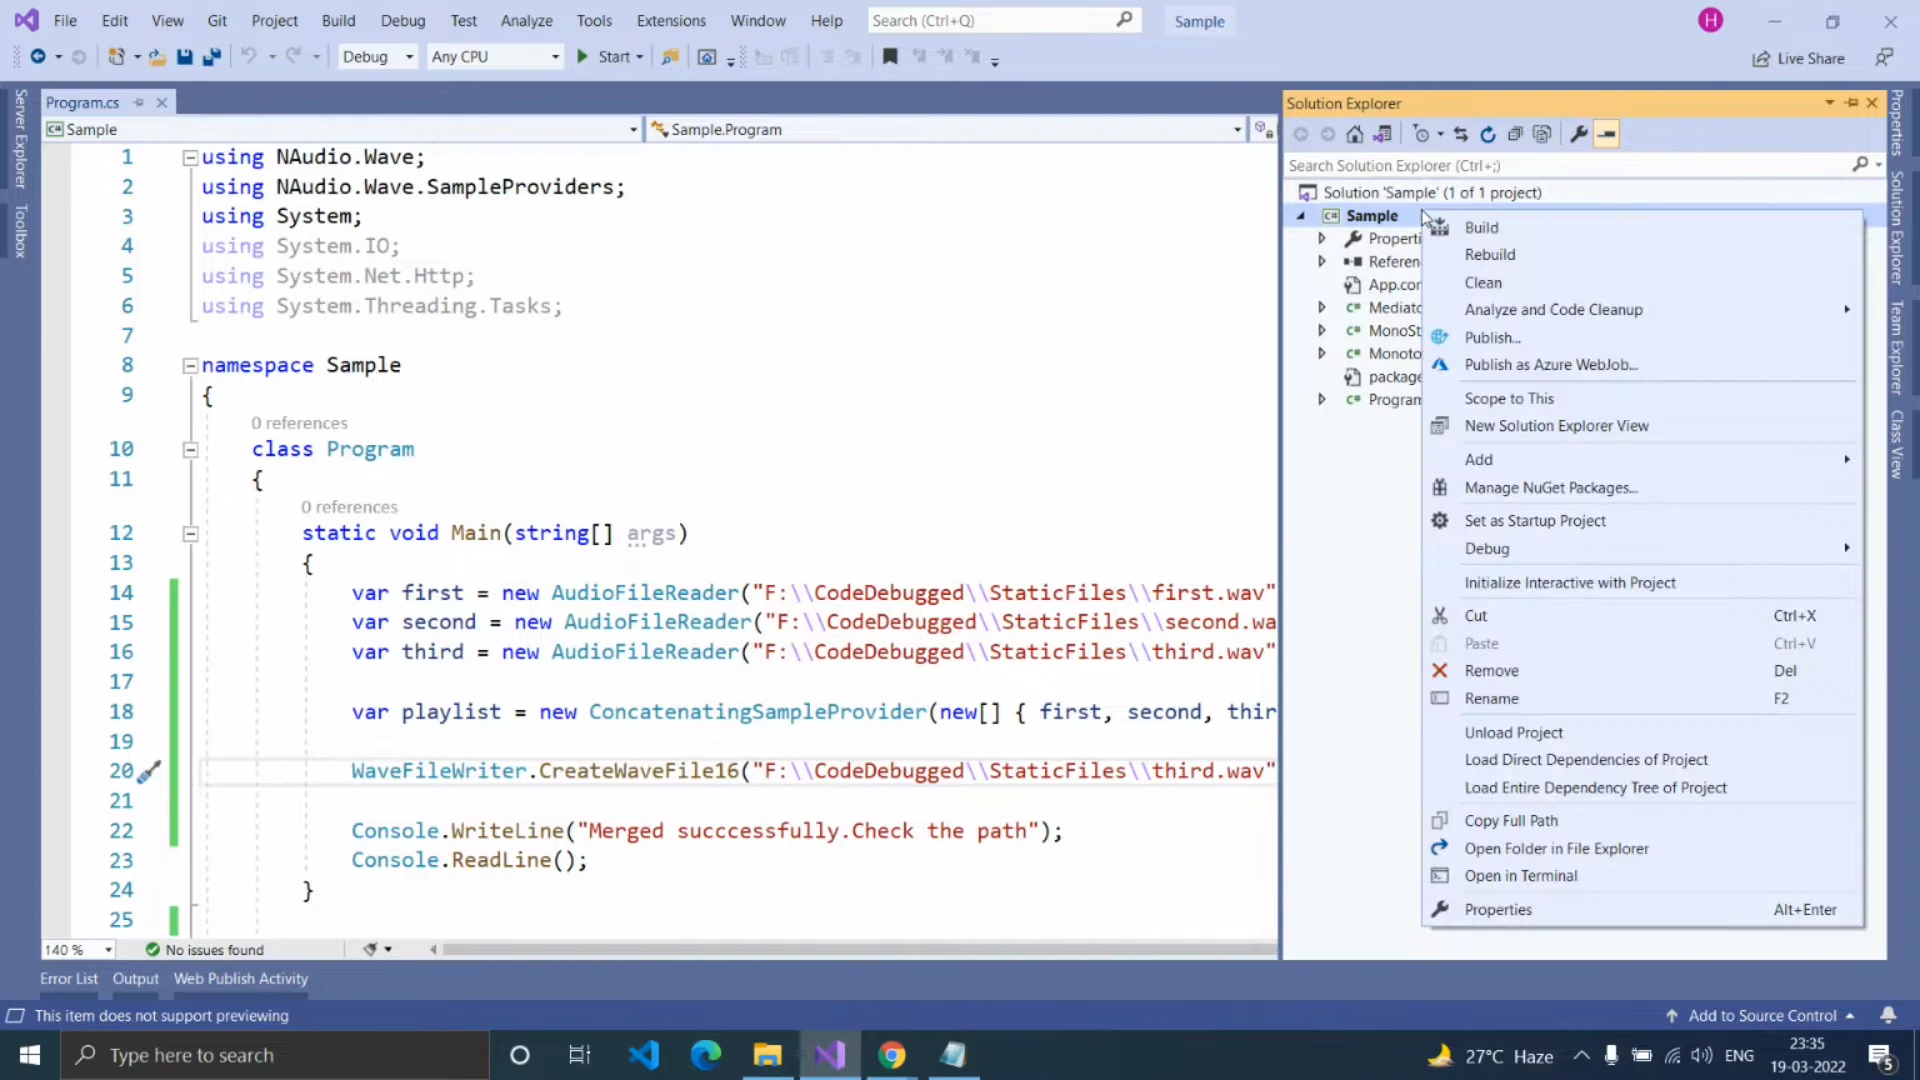 File Edit View Git Project Build Debug Test Analyze Tools Extensions Window Help Search (Ctrl+Q) Sample H
Debug Any CPU Start Live Share
Server Explorer
Toolbox
Program.cs
Sample Sample.Program
1 using NAudio.Wave;
2 using NAudio.Wave.SampleProviders;
3 using System;
4 using System.IO;
5 using System.Net.Http;
6 using System.Threading.Tasks;
7
8 namespace Sample
9 {
0 references
10 class Program
11 {
0 references
12 static void Main(string[] args)
13 {
14 var first = new AudioFileReader("F:\\CodeDebugged\\StaticFiles\\first.wav"
15 var second = new AudioFileReader("F:\\CodeDebugged\\StaticFiles\\second.wa
16 var third = new AudioFileReader("F:\\CodeDebugged\\StaticFiles\\third.wav"
17
18 var playlist = new ConcatenatingSampleProvider(new[] { first, second, thir
19
20 WaveFileWriter.CreateWaveFile16("F:\\CodeDebugged\\StaticFiles\\third.wav"
21
22 Console.WriteLine("Merged succcessfully.Check the path");
23 Console.ReadLine();
24 }
25
140 % No issues found
Error List Output Web Publish Activity
Solution Explorer
Search Solution Explorer (Ctrl+;)
Solution 'Sample' (1 of 1 project)
C# Sample
Properti
Referen
App.cor
C# Mediatc
C# MonoSt
C# Monoto
package
C# Progran
Build
Rebuild
Clean
Analyze and Code Cleanup
Publish...
Publish as Azure WebJob...
Scope to This
New Solution Explorer View
Add
Manage NuGet Packages...
Set as Startup Project
Debug
Initialize Interactive with Project
Cut Ctrl+X
Paste Ctrl+V
Remove Del
Rename F2
Unload Project
Load Direct Dependencies of Project
Load Entire Dependency Tree of Project
Copy Full Path
Open Folder in File Explorer
Open in Terminal
Properties Alt+Enter
Properties
Solution Explorer
Team Explorer
Class View
This item does not support previewing Add to Source Control
Type here to search 27°C Haze ENG 23:35
19-03-2022 5